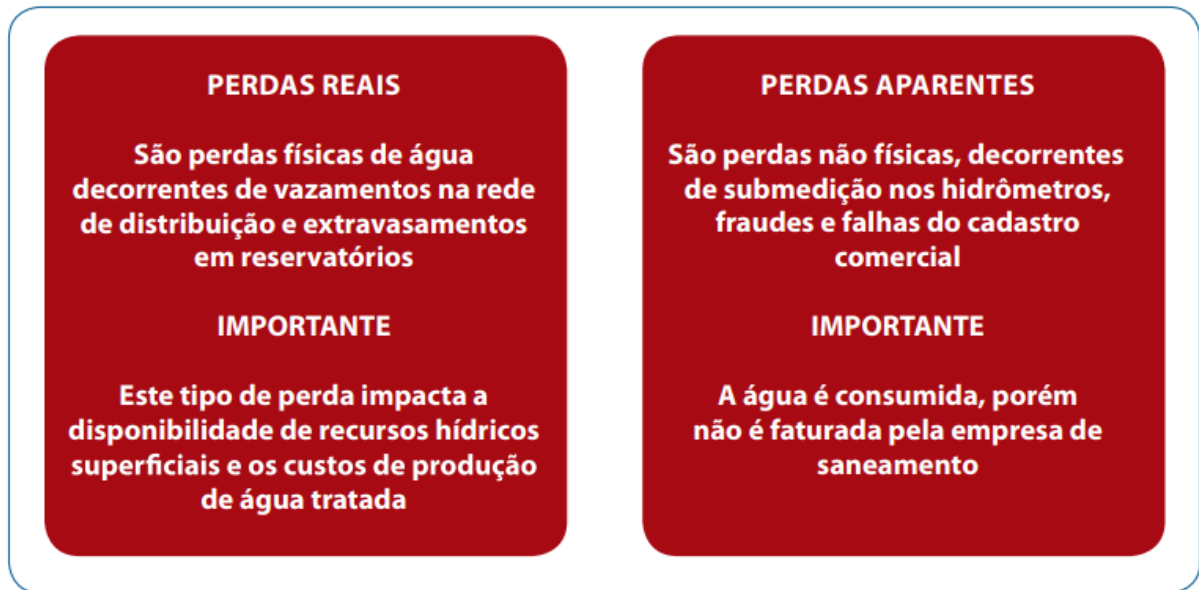 PERDAS REAIS
São perdas físicas de água
decorrentes de vazamentos na rede
de distribuição e extravasamentos
em reservatórios
IMPORTANTE
Este tipo de perda impacta a
disponibilidade de recursos hídricos
superficiais e os custos de produção
de água tratada
PERDAS APARENTES
São perdas não físicas, decorrentes
de submedição nos hidrômetros,
fraudes e falhas do cadastro
comercial
IMPORTANTE
A água é consumida, porém
não é faturada pela empresa de
saneamento